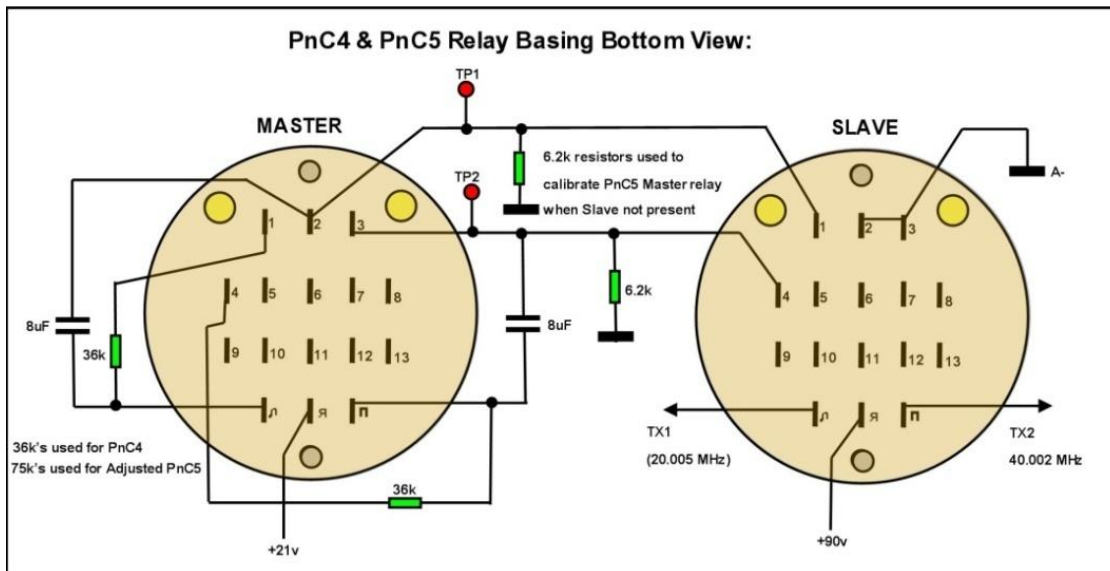 PnC4 & PnC5 Relay Basing Bottom View:
TP1
MASTER
SLAVE
6.2k resistors used to
calibrate PnC5 Master relay
when Slave not present
TP2
A-
1 2 3
4 5 6 7 8
9 10 11 12 13
Л Я П
1 2 3
4 5 6 7 8
9 10 11 12 13
Л Я П
8uF
36k
8uF
6.2k
36k's used for PnC4
75k's used for Adjusted PnC5
36k
+21v
TX1
(20.005 MHz)
TX2
40.002 MHz
+90v